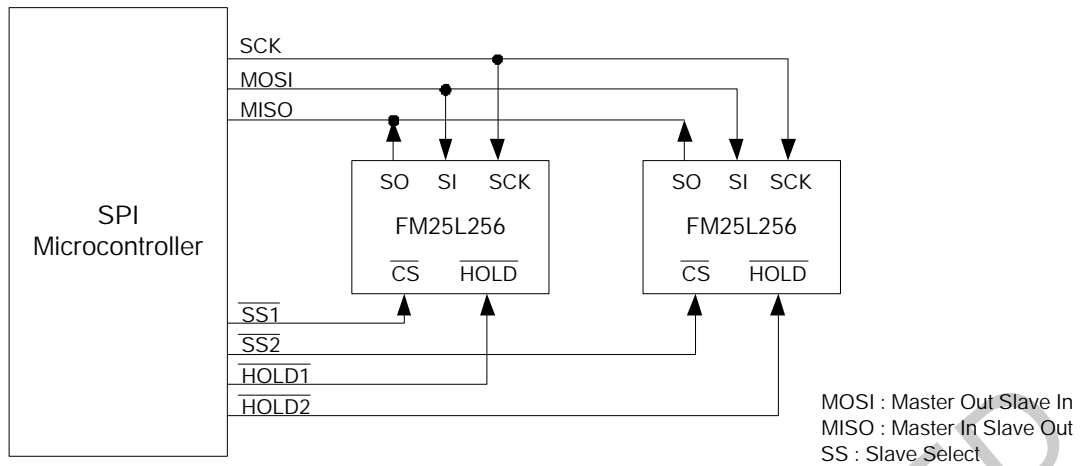 SCK
MOSI
MISO
SO SI SCK
SO SI SCK
SPI
Microcontroller
FM25L256
FM25L256
CS HOLD
CS HOLD
SS1
SS2
HOLD1
HOLD2
MOSI : Master Out Slave In
MISO : Master In Slave Out
SS : Slave Select